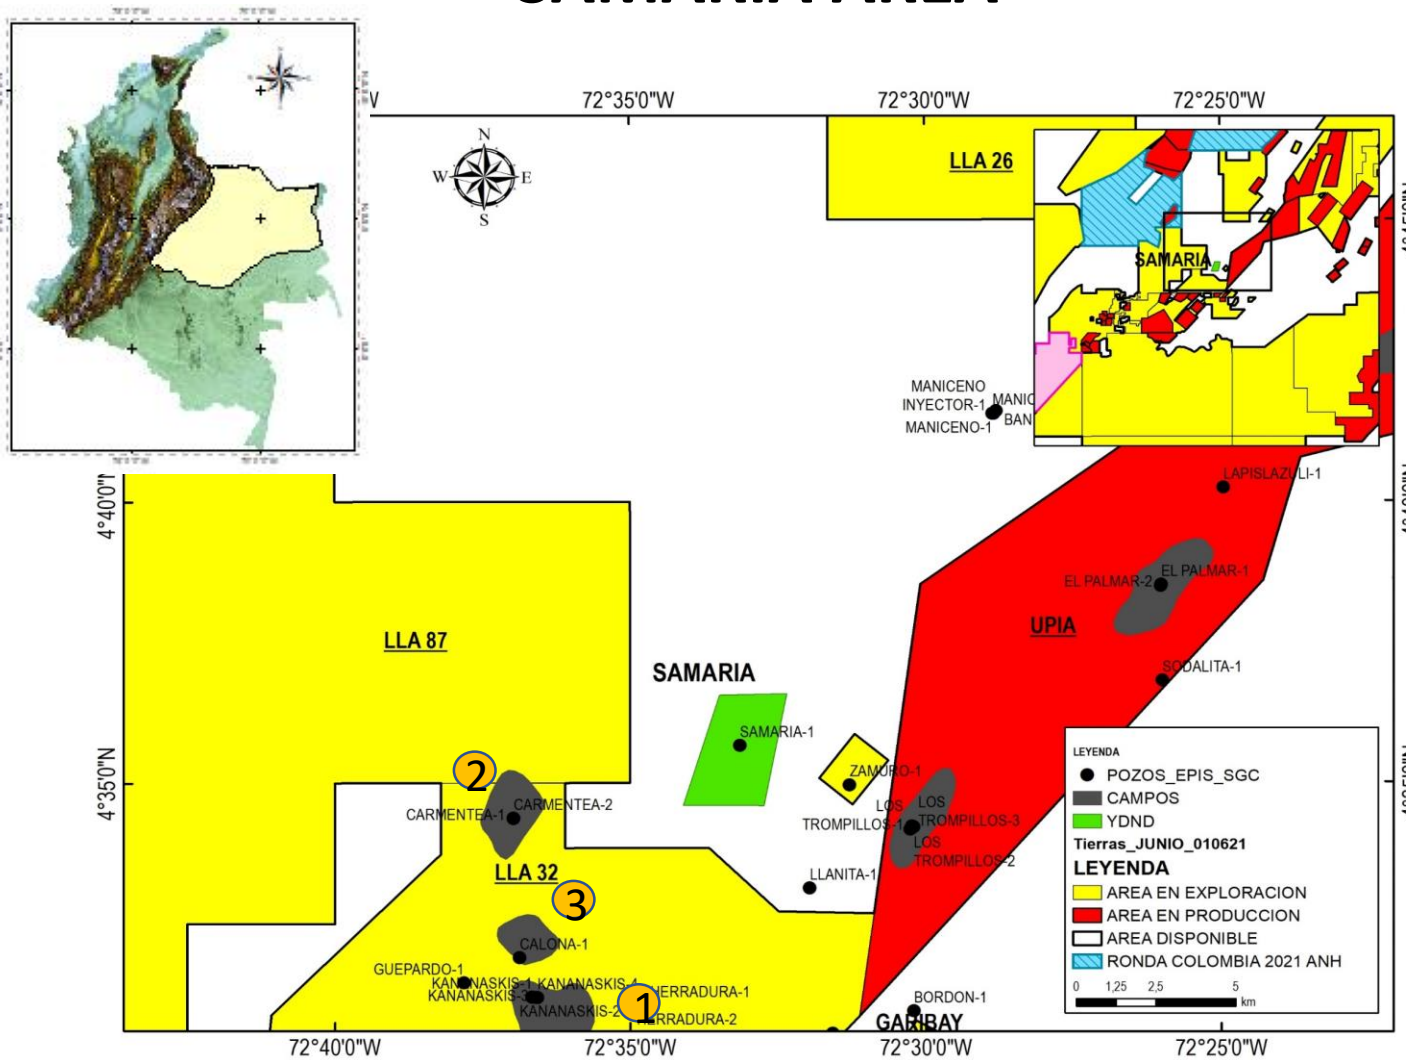 72°35'0"W
72°30'0"W
72°25'0"W
N
W
E
S
LLA 26
SAMARIA
MANICENO
INYECTOR-1
MANICENO-1
LAPISLAZULI-1
4°40'0"N
EL PALMAR-1
EL PALMAR-2
UPIA
LLA 87
SAMARIA
SODALITA-1
SAMARIA-1
ZAMURO-1
4°35'0"N
2
CARMENTEA-2
CARMENTEA-1
LOS
TROMPILLOS-1
LOS
TROMPILLOS-3
LOS
TROMPILLOS-2
LLANITA-1
LLA 32
3
CALONA-1
GUEPARDO-1
KANANASKIS-1
KANANASKIS-4
KANANASKIS-3
KANANASKIS-2
1
HERRADURA-1
HERRADURA-2
BORDON-1
GARIBAY
LEYENDA
POZOS_EPIS_SGC
CAMPOS
YDND
Tierras_JUNIO_010621
LEYENDA
AREA EN EXPLORACION
AREA EN PRODUCCION
AREA DISPONIBLE
RONDA COLOMBIA 2021 ANH
0 1,25 2,5 5
km
72°40'0"W
72°35'0"W
72°30'0"W
72°25'0"W